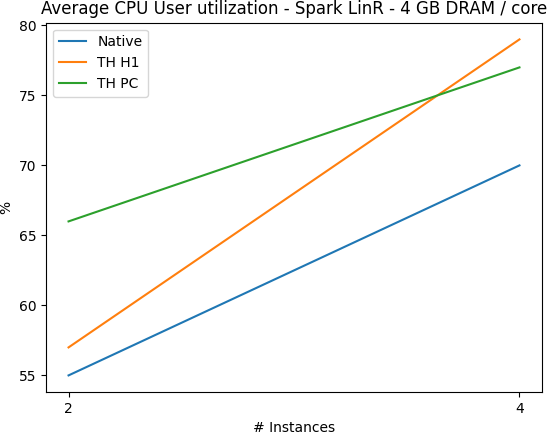 Average CPU User utilization - Spark LinR - 4 GB DRAM / core
80
75
70
65
60
55
%
Native
TH H1
TH PC
2
4
# Instances